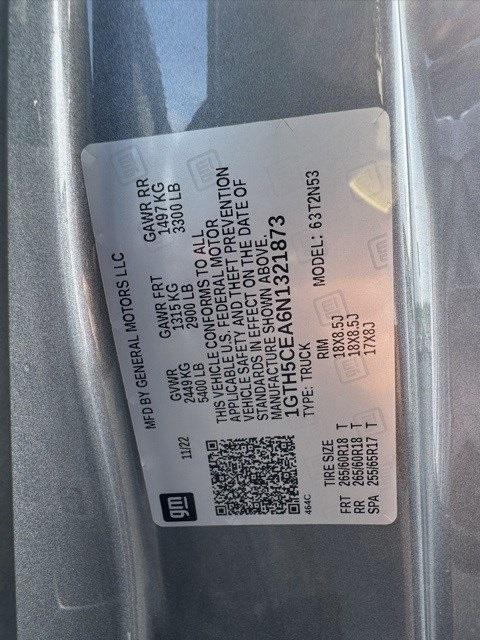 gm
MFD BY GENERAL MOTORS LLC
11/22
GVWR GAWR FRT GAWR RR
2449 KG 1315 KG 1497 KG
5400 LB 2900 LB 3300 LB
THIS VEHICLE CONFORMS TO ALL
APPLICABLE U.S. FEDERAL MOTOR
VEHICLE SAFETY AND THEFT PREVENTION
STANDARDS IN EFFECT ON THE DATE OF
MANUFACTURE SHOWN ABOVE.
1GTH5CEA6N1321873
464C
TYPE: TRUCK MODEL: 63T2N53
TIRE SIZE RIM
FRT 265/60R18 T 18X8.5J
RR 265/60R18 T 18X8.5J
SPA 255/65R17 T 17X8J